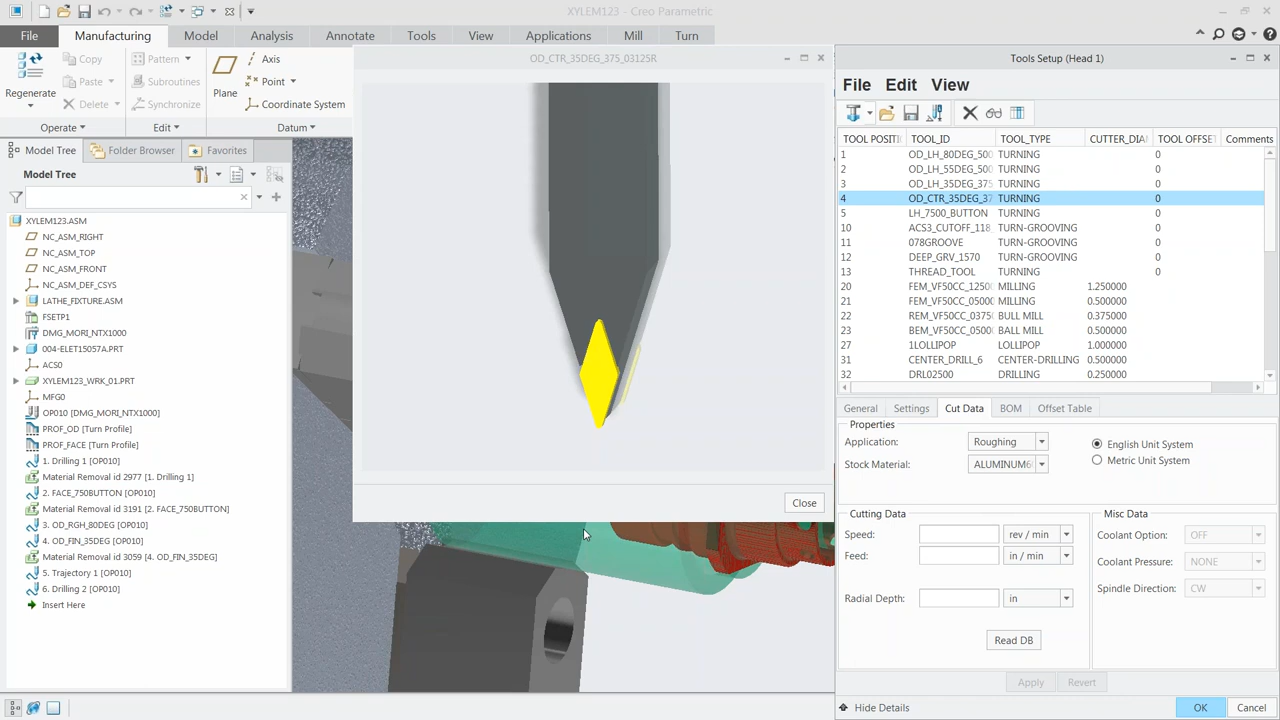 XYLEM123 - Creo Parametric
File
Manufacturing
Model
Analysis
Annotate
Tools
View
Applications
Mill
Turn
Regenerate
Copy
Paste
Delete
Pattern
Subroutines
Synchronize
Plane
Axis
Point
Coordinate System
Operate
Edit
Datum
Model Tree
Folder Browser
Favorites
Model Tree
XYLEM123.ASM
NC_ASM_RIGHT
NC_ASM_TOP
NC_ASM_FRONT
NC_ASM_DEF_CSYS
LATHE_FIXTURE.ASM
FSETP1
DMG_MORI_NTX1000
004-ELET15057A.PRT
ACS0
XYLEM123_WRK_01.PRT
MFG0
OP010 [DMG_MORI_NTX1000]
PROF_OD [Turn Profile]
PROF_FACE [Turn Profile]
1. Drilling 1 [OP010]
Material Removal id 2977 [1. Drilling 1]
2. FACE_750BUTTON [OP010]
Material Removal id 3191 [2. FACE_750BUTTON]
3. OD_RGH_80DEG [OP010]
4. OD_FIN_35DEG [OP010]
Material Removal id 3059 [4. OD_FIN_35DEG]
5. Trajectory 1 [OP010]
6. Drilling 2 [OP010]
Insert Here
OD_CTR_35DEG_375_03125R
Close
Tools Setup (Head 1)
File Edit View
TOOL POSITI TOOL_ID TOOL_TYPE CUTTER_DIA TOOL OFFSET Comments
1 OD_LH_80DEG_500 TURNING 0
2 OD_LH_55DEG_500 TURNING 0
3 OD_LH_35DEG_375 TURNING 0
4 OD_CTR_35DEG_37 TURNING 0
5 LH_7500_BUTTON TURNING 0
10 ACS3_CUTOFF_118 TURN-GROOVING 0
11 078GROOVE TURN-GROOVING 0
12 DEEP_GRV_1570 TURN-GROOVING 0
13 THREAD_TOOL TURNING 0
20 FEM_VF50CC_1250 MILLING 1.250000
21 FEM_VF50CC_0500 MILLING 0.500000
22 REM_VF50CC_0375 BULL MILL 0.375000
23 BEM_VF50CC_0500 BALL MILL 0.500000
27 1LOLLIPOP LOLLIPOP 1.000000
31 CENTER_DRILL_6 CENTER-DRILLING 0.500000
32 DRL02500 DRILLING 0.250000
General
Settings
Cut Data
BOM
Offset Table
Properties
Application: Roughing
Stock Material: ALUMINUM6
English Unit System
Metric Unit System
Cutting Data
Speed: rev / min
Feed: in / min
Radial Depth: in
Read DB
Misc Data
Coolant Option: OFF
Coolant Pressure: NONE
Spindle Direction: CW
Apply
Revert
Hide Details
OK
Cancel